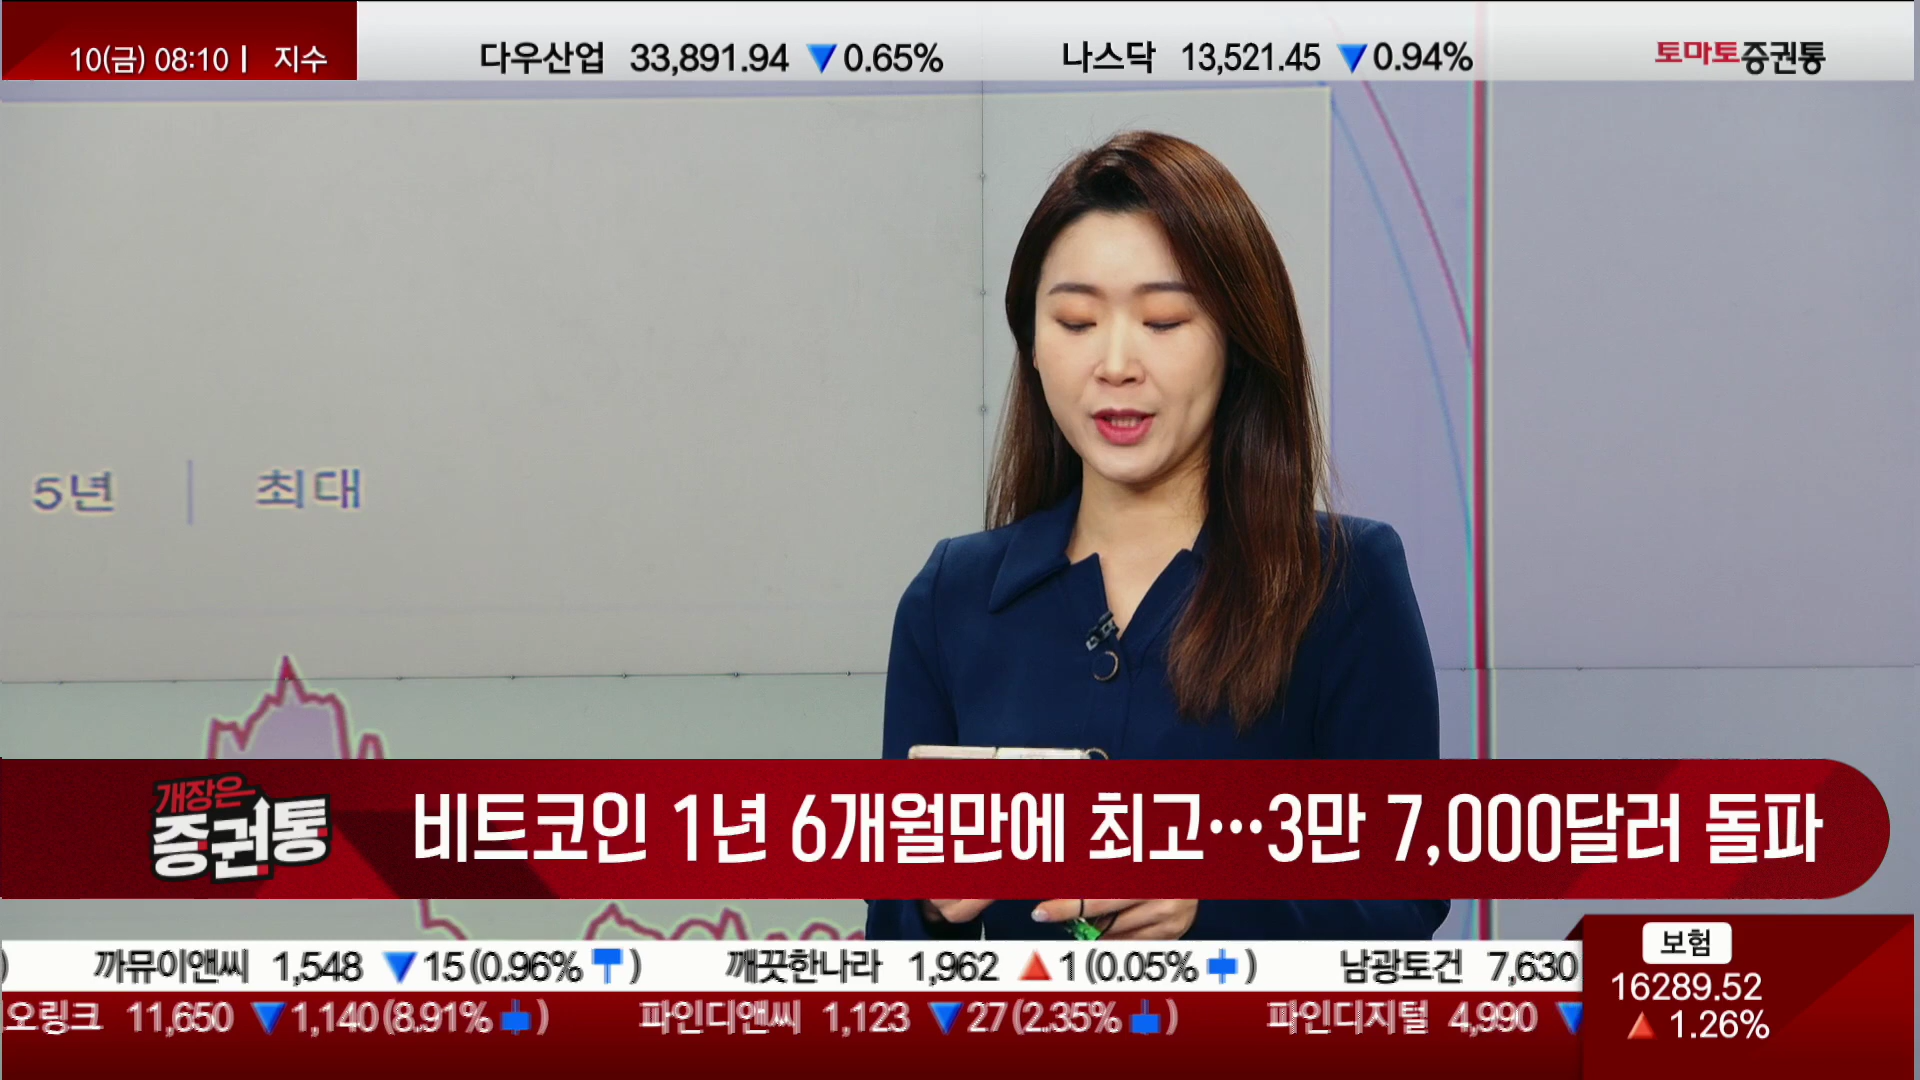 10(금) 08:10 | 지수
다우산업 33,891.94 ▼0.65%
나스닥 13,521.45 ▼0.94%
토마토증권통
5년 | 최대
개장은
증권통
비트코인 1년 6개월만에 최고…3만 7,000달러 돌파
) 까뮤이앤씨 1,548 ▼15(0.96% ) 깨끗한나라 1,962 ▲1(0.05% ) 남광토건 7,630
오링크 11,650 ▼1,140(8.91% ) 파인디앤씨 1,123 ▼27(2.35% ) 파인디지털 4,990 ▼
보험
16289.52
▲ 1.26%